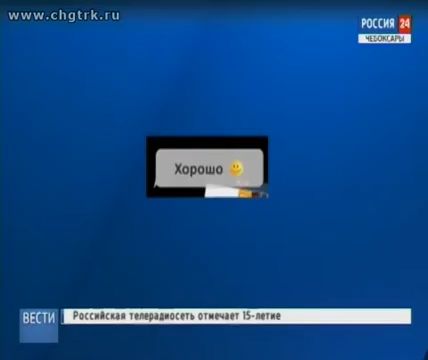 www.chgtrk.ru
РОССИЯ 24
ЧЕБОКСАРЫ
Хорошо
ВЕСТИ
Российская телерадиосеть отмечает 15-летие